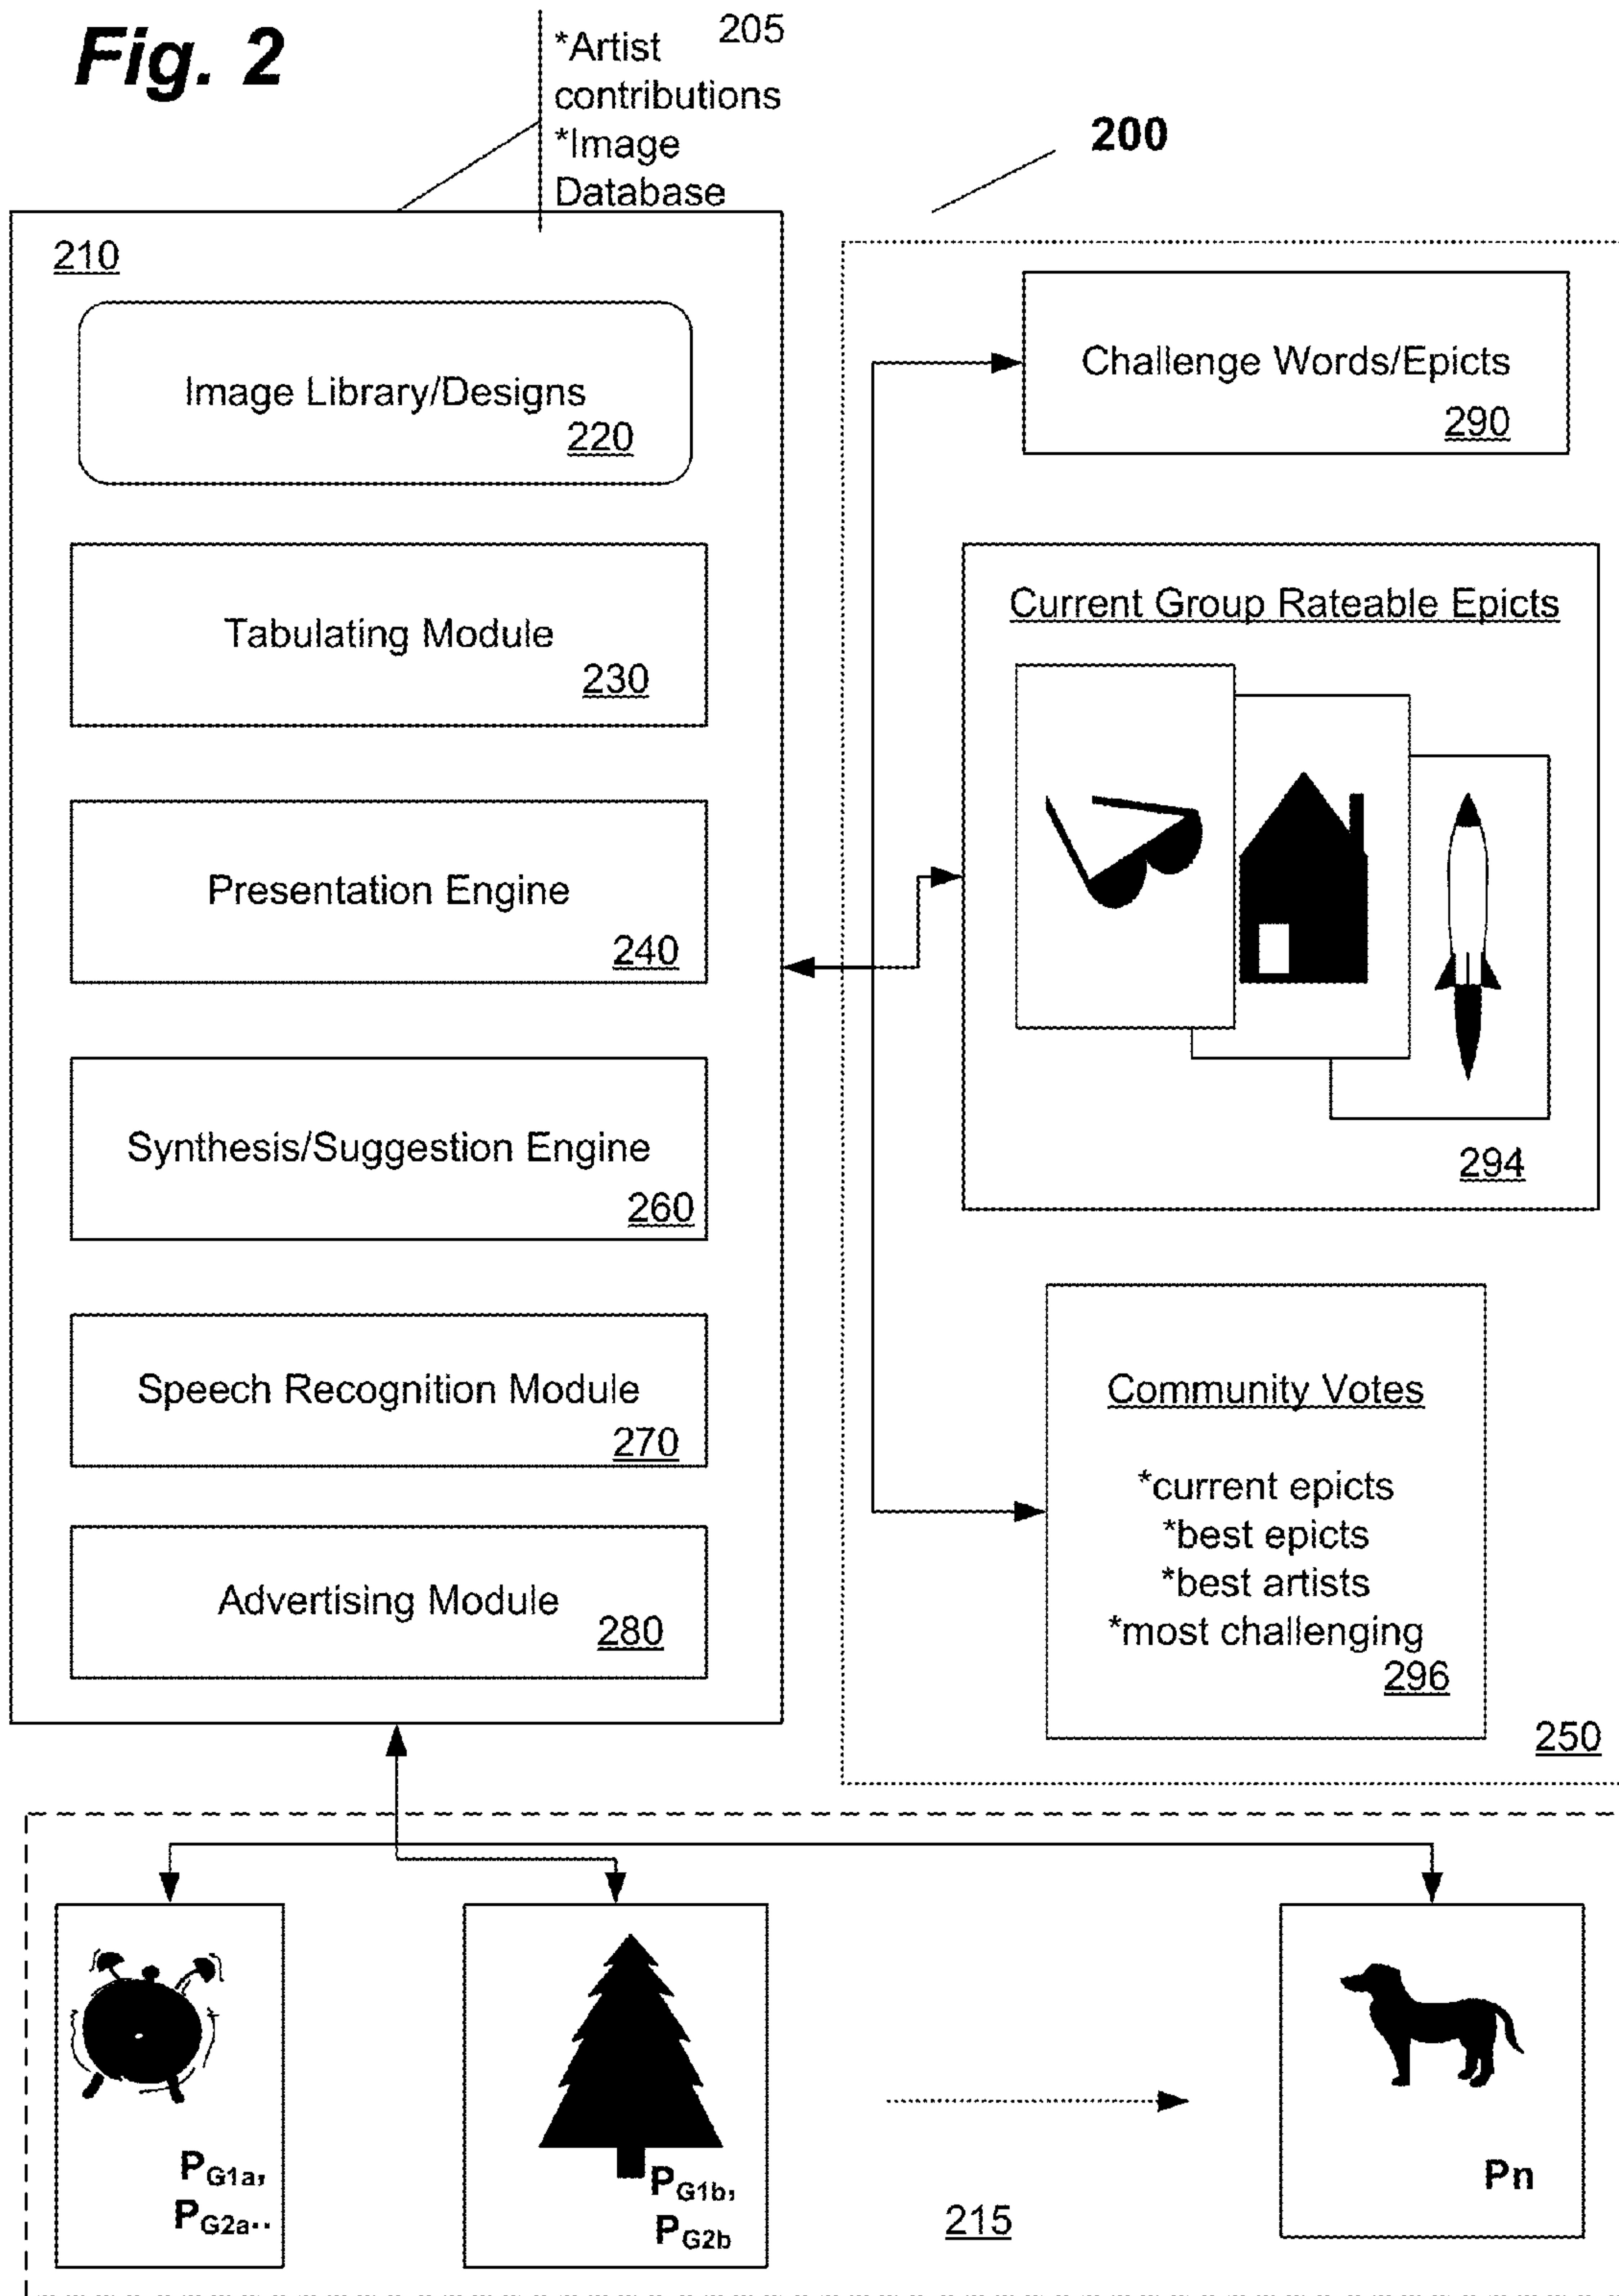 Fig. 2
*Artist 205
contributions
*Image
Database
200
210
Image Library/Designs
220
Tabulating Module
230
Presentation Engine
240
Synthesis/Suggestion Engine
260
Speech Recognition Module
270
Advertising Module
280
Challenge Words/Epicts
290
Current Group Rateable Epicts
294
Community Votes
*current epicts
*best epicts
*best artists
*most challenging
296
250
PG1a,
PG2a..
PG1b,
PG2b
215
Pn